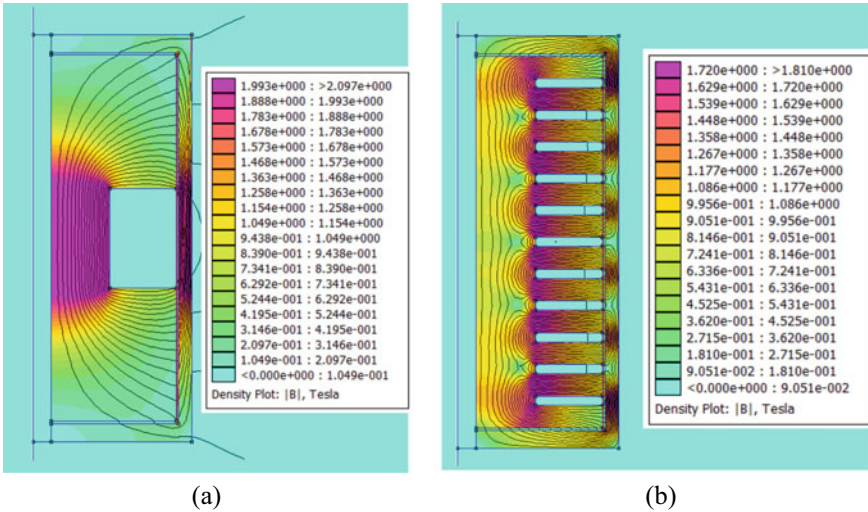 1.993e+000 : >2.097e+000
1.888e+000 : 1.993e+000
1.783e+000 : 1.888e+000
1.678e+000 : 1.783e+000
1.573e+000 : 1.678e+000
1.468e+000 : 1.573e+000
1.363e+000 : 1.468e+000
1.258e+000 : 1.363e+000
1.154e+000 : 1.258e+000
1.049e+000 : 1.154e+000
9.438e-001 : 1.049e+000
8.390e-001 : 9.438e-001
7.341e-001 : 8.390e-001
6.292e-001 : 7.341e-001
5.244e-001 : 6.292e-001
4.195e-001 : 5.244e-001
3.146e-001 : 4.195e-001
2.097e-001 : 3.146e-001
1.049e-001 : 2.097e-001
<0.000e+000 : 1.049e-001
Density Plot: |B|, Tesla
(a)
1.720e+000 : >1.810e+000
1.629e+000 : 1.720e+000
1.539e+000 : 1.629e+000
1.448e+000 : 1.539e+000
1.358e+000 : 1.448e+000
1.267e+000 : 1.358e+000
1.177e+000 : 1.267e+000
1.086e+000 : 1.177e+000
9.956e-001 : 1.086e+000
9.051e-001 : 9.956e-001
8.146e-001 : 9.051e-001
7.241e-001 : 8.146e-001
6.336e-001 : 7.241e-001
5.431e-001 : 6.336e-001
4.525e-001 : 5.431e-001
3.620e-001 : 4.525e-001
2.715e-001 : 3.620e-001
1.810e-001 : 2.715e-001
9.051e-002 : 1.810e-001
<0.000e+000 : 9.051e-002
Density Plot: |B|, Tesla
(b)